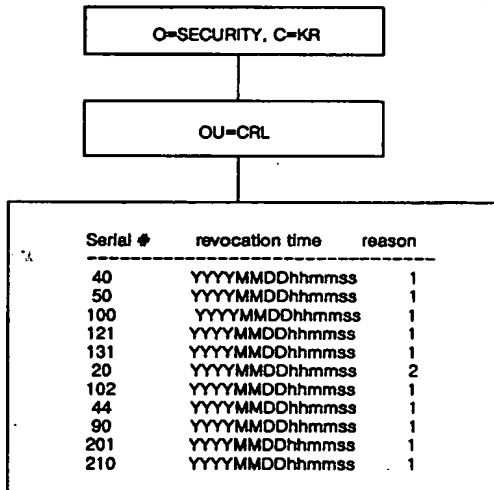 O=SECURITY, C=KR
OU=CRL
Serial # revocation time reason
40 YYYYMMDDhhmmss 1
50 YYYYMMDDhhmmss 1
100 YYYYMMDDhhmmss 1
121 YYYYMMDDhhmmss 1
131 YYYYMMDDhhmmss 1
20 YYYYMMDDhhmmss 2
102 YYYYMMDDhhmmss 1
44 YYYYMMDDhhmmss 1
90 YYYYMMDDhhmmss 1
201 YYYYMMDDhhmmss 1
210 YYYYMMDDhhmmss 1